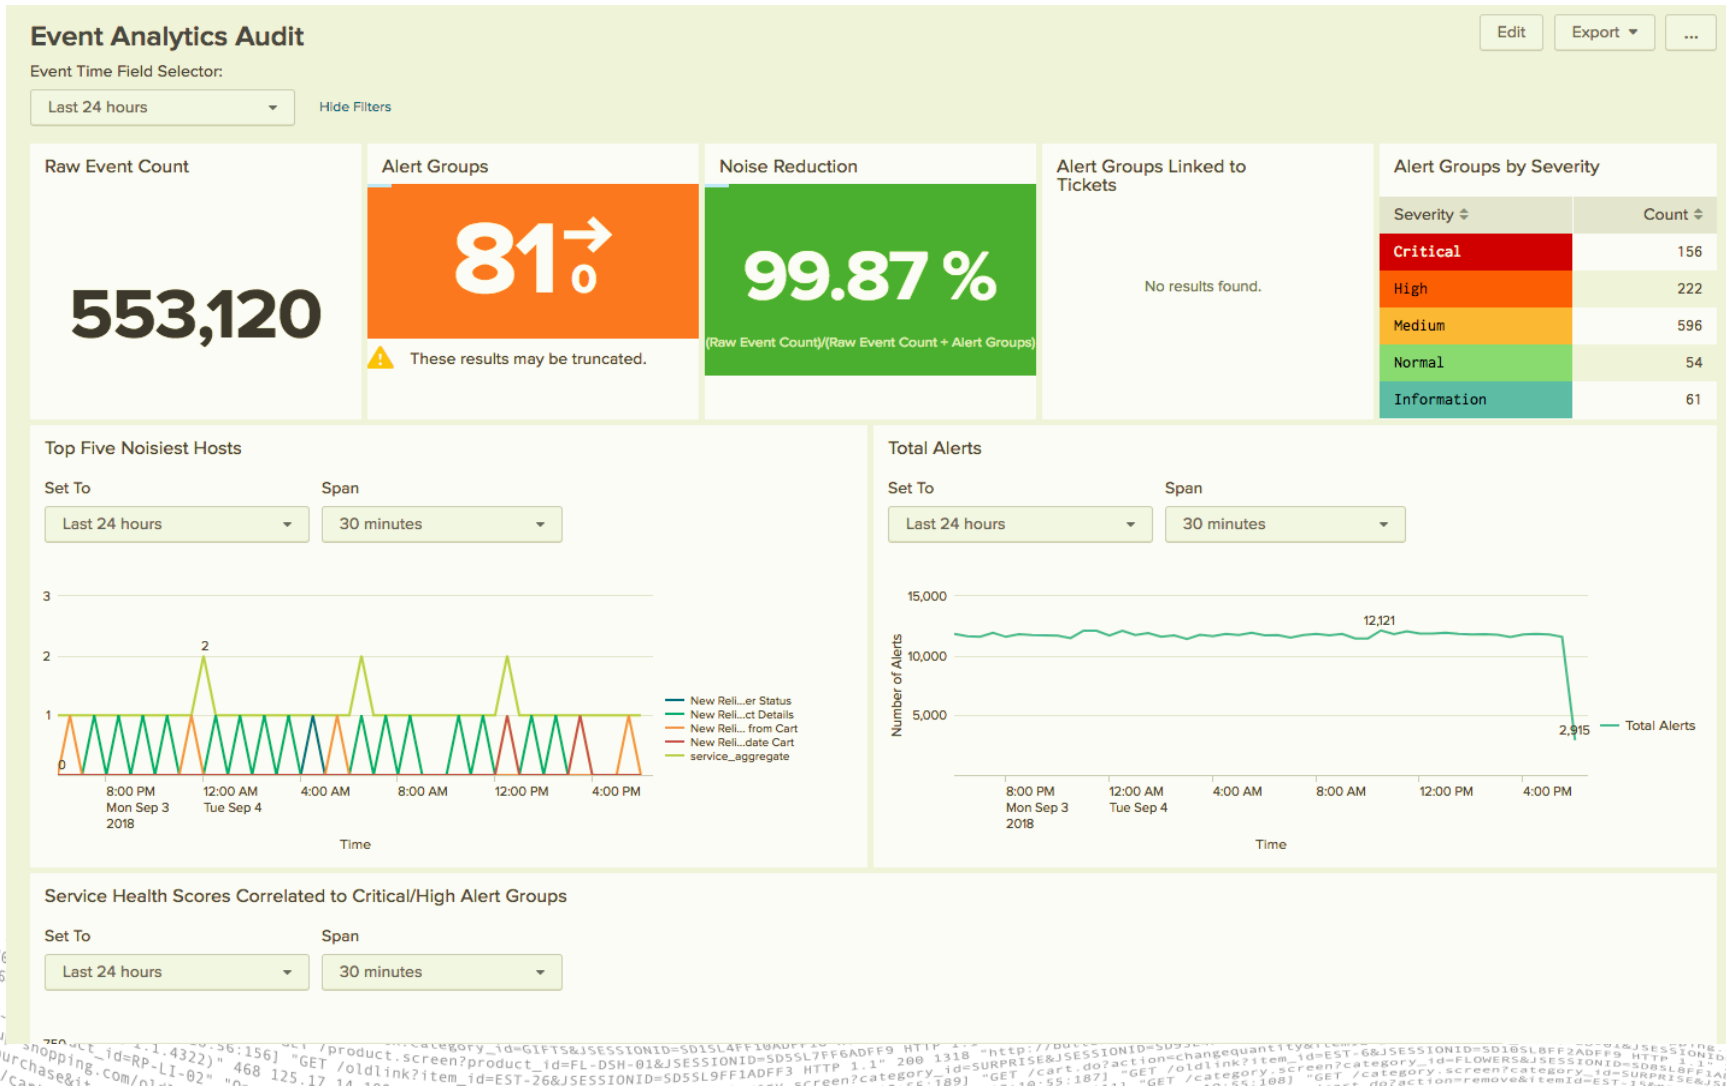 Event Analytics Audit
Edit
Export
...
Event Time Field Selector:
Last 24 hours
Hide Filters
Raw Event Count
553,120
Alert Groups
81
0
These results may be truncated.
Noise Reduction
99.87 %
(Raw Event Count)/(Raw Event Count + Alert Groups)
Alert Groups Linked to
Tickets
No results found.
Alert Groups by Severity
Severity Count
Critical 156
High 222
Medium 596
Normal 54
Information 61
Top Five Noisiest Hosts
Set To Span
Last 24 hours 30 minutes
3
2
1
2
0
8:00 PM 12:00 AM 4:00 AM 8:00 AM 12:00 PM 4:00 PM
Mon Sep 3 Tue Sep 4
2018
Time
New Reli...er Status
New Reli...ct Details
New Reli... from Cart
New Reli...date Cart
service_aggregate
Total Alerts
Set To Span
Last 24 hours 30 minutes
Number of Alerts
15,000
10,000
5,000
12,121
2,915
8:00 PM 12:00 AM 4:00 AM 8:00 AM 12:00 PM 4:00 PM
Mon Sep 3 Tue Sep 4
2018
Time
Total Alerts
Service Health Scores Correlated to Critical/High Alert Groups
Set To Span
Last 24 hours 30 minutes